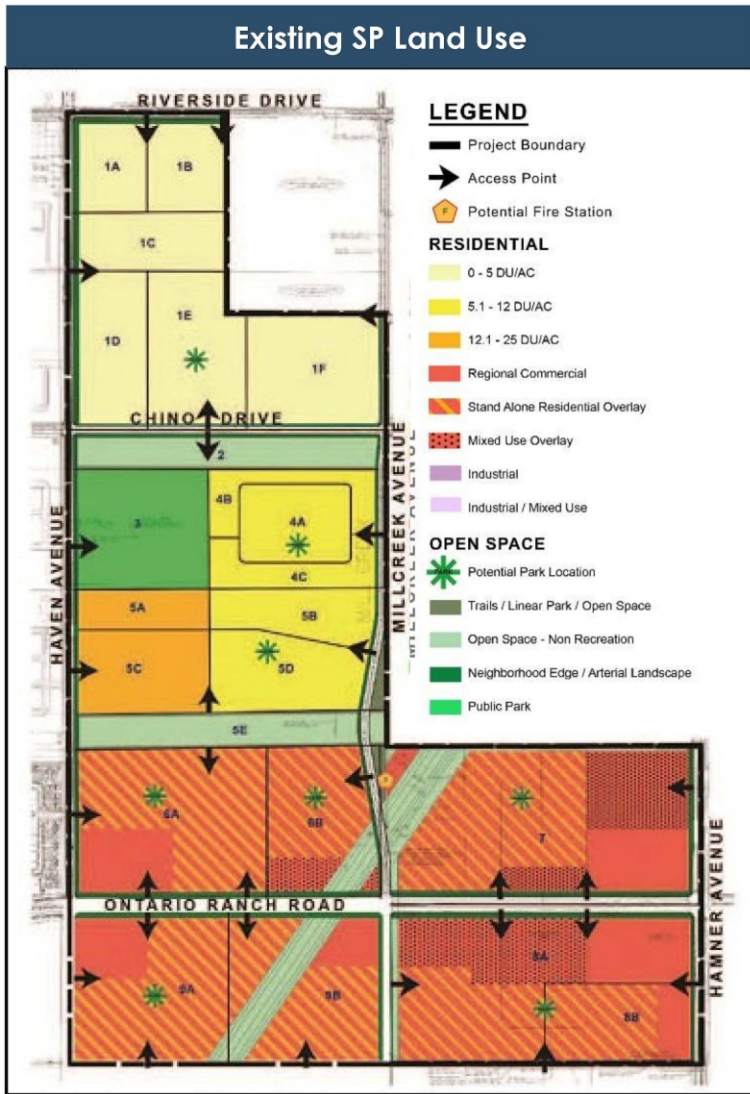 Existing SP Land Use
RIVERSIDE DRIVE
1A
1B
1C
1D
1E
1F
CHINO DRIVE
2
3
4B
4A
4C
5A
5B
5C
5D
5E
6A
6B
7
ONTARIO RANCH ROAD
8A
9A
9B
8B
HAVEN AVENUE
MILLCREEK AVENUE
MILLCREEK AVENUE
HAMNER AVENUE
F
LEGEND
Project Boundary
Access Point
F
Potential Fire Station
RESIDENTIAL
0 - 5 DU/AC
5.1 - 12 DU/AC
12.1 - 25 DU/AC
Regional Commercial
Stand Alone Residential Overlay
Mixed Use Overlay
Industrial
Industrial / Mixed Use
OPEN SPACE
PARK
Potential Park Location
Trails / Linear Park / Open Space
Open Space - Non Recreation
Neighborhood Edge / Arterial Landscape
Public Park